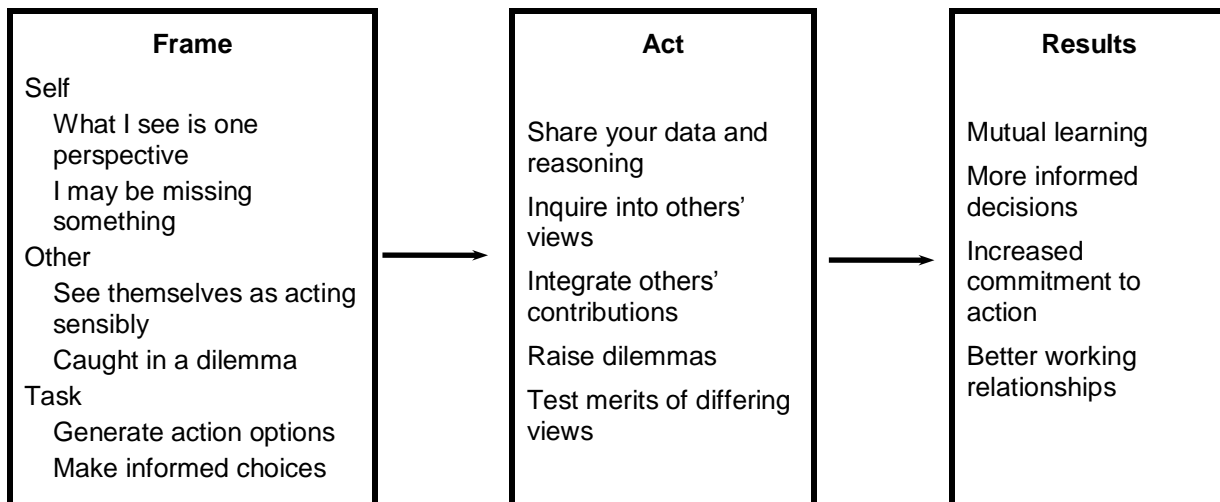 Frame
Self
What I see is one
perspective
I may be missing
something
Other
See themselves as acting
sensibly
Caught in a dilemma
Task
Generate action options
Make informed choices
Act
Share your data and
reasoning
Inquire into others’
views
Integrate others’
contributions
Raise dilemmas
Test merits of differing
views
Results
Mutual learning
More informed
decisions
Increased
commitment to
action
Better working
relationships